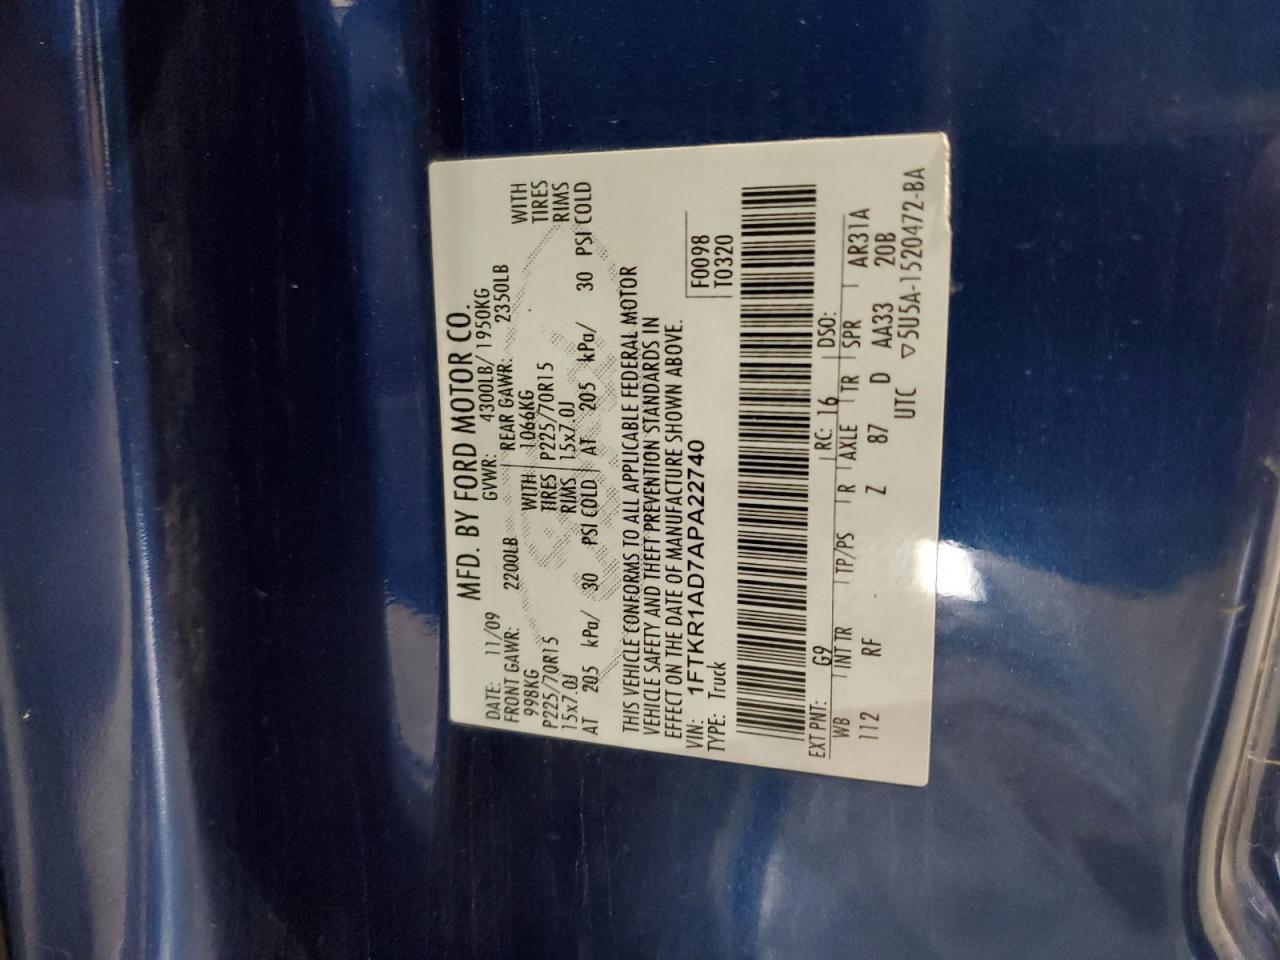 MFD. BY FORD MOTOR CO.
DATE: 11/09 GVWR: 4300LB/ 1950KG
FRONT GAWR: 2200LB REAR GAWR: 2350LB
998KG WITH 1066KG WITH
P225/70R15 TIRES P225/70R15 TIRES
15x7.0J RIMS 15x7.0J RIMS
AT 205 kPa/ 30 PSI COLD AT 205 kPa/ 30 PSI COLD
THIS VEHICLE CONFORMS TO ALL APPLICABLE FEDERAL MOTOR
VEHICLE SAFETY AND THEFT PREVENTION STANDARDS IN
EFFECT ON THE DATE OF MANUFACTURE SHOWN ABOVE.
VIN: 1FTKR1AD7APA22740 F0098
TYPE: Truck T0320
EXT PNT: G9 RC: 16 DSO:
WB INT TR TP/PS R AXLE TR SPR AR31A
112 RF Z 87 D AA33 20B
UTC ▽5U5A-1520472-BA